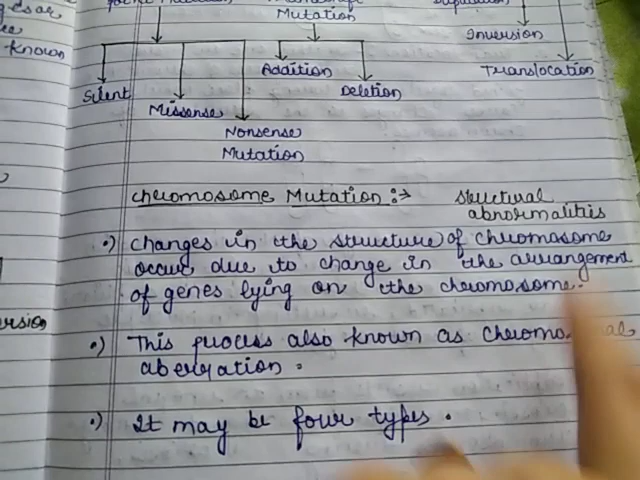 known
Mutation
Inversion
Addition
Translocation
Silent
Deletion
Missense
Nonsense
Mutation
Chromosome Mutation :→ structural
abnormalities
•) Changes in the structure of chromosome
occur due to change in the arrangement
of genes lying on the chromosome.
•) This process also known as
aberration.
•) It may be four types.